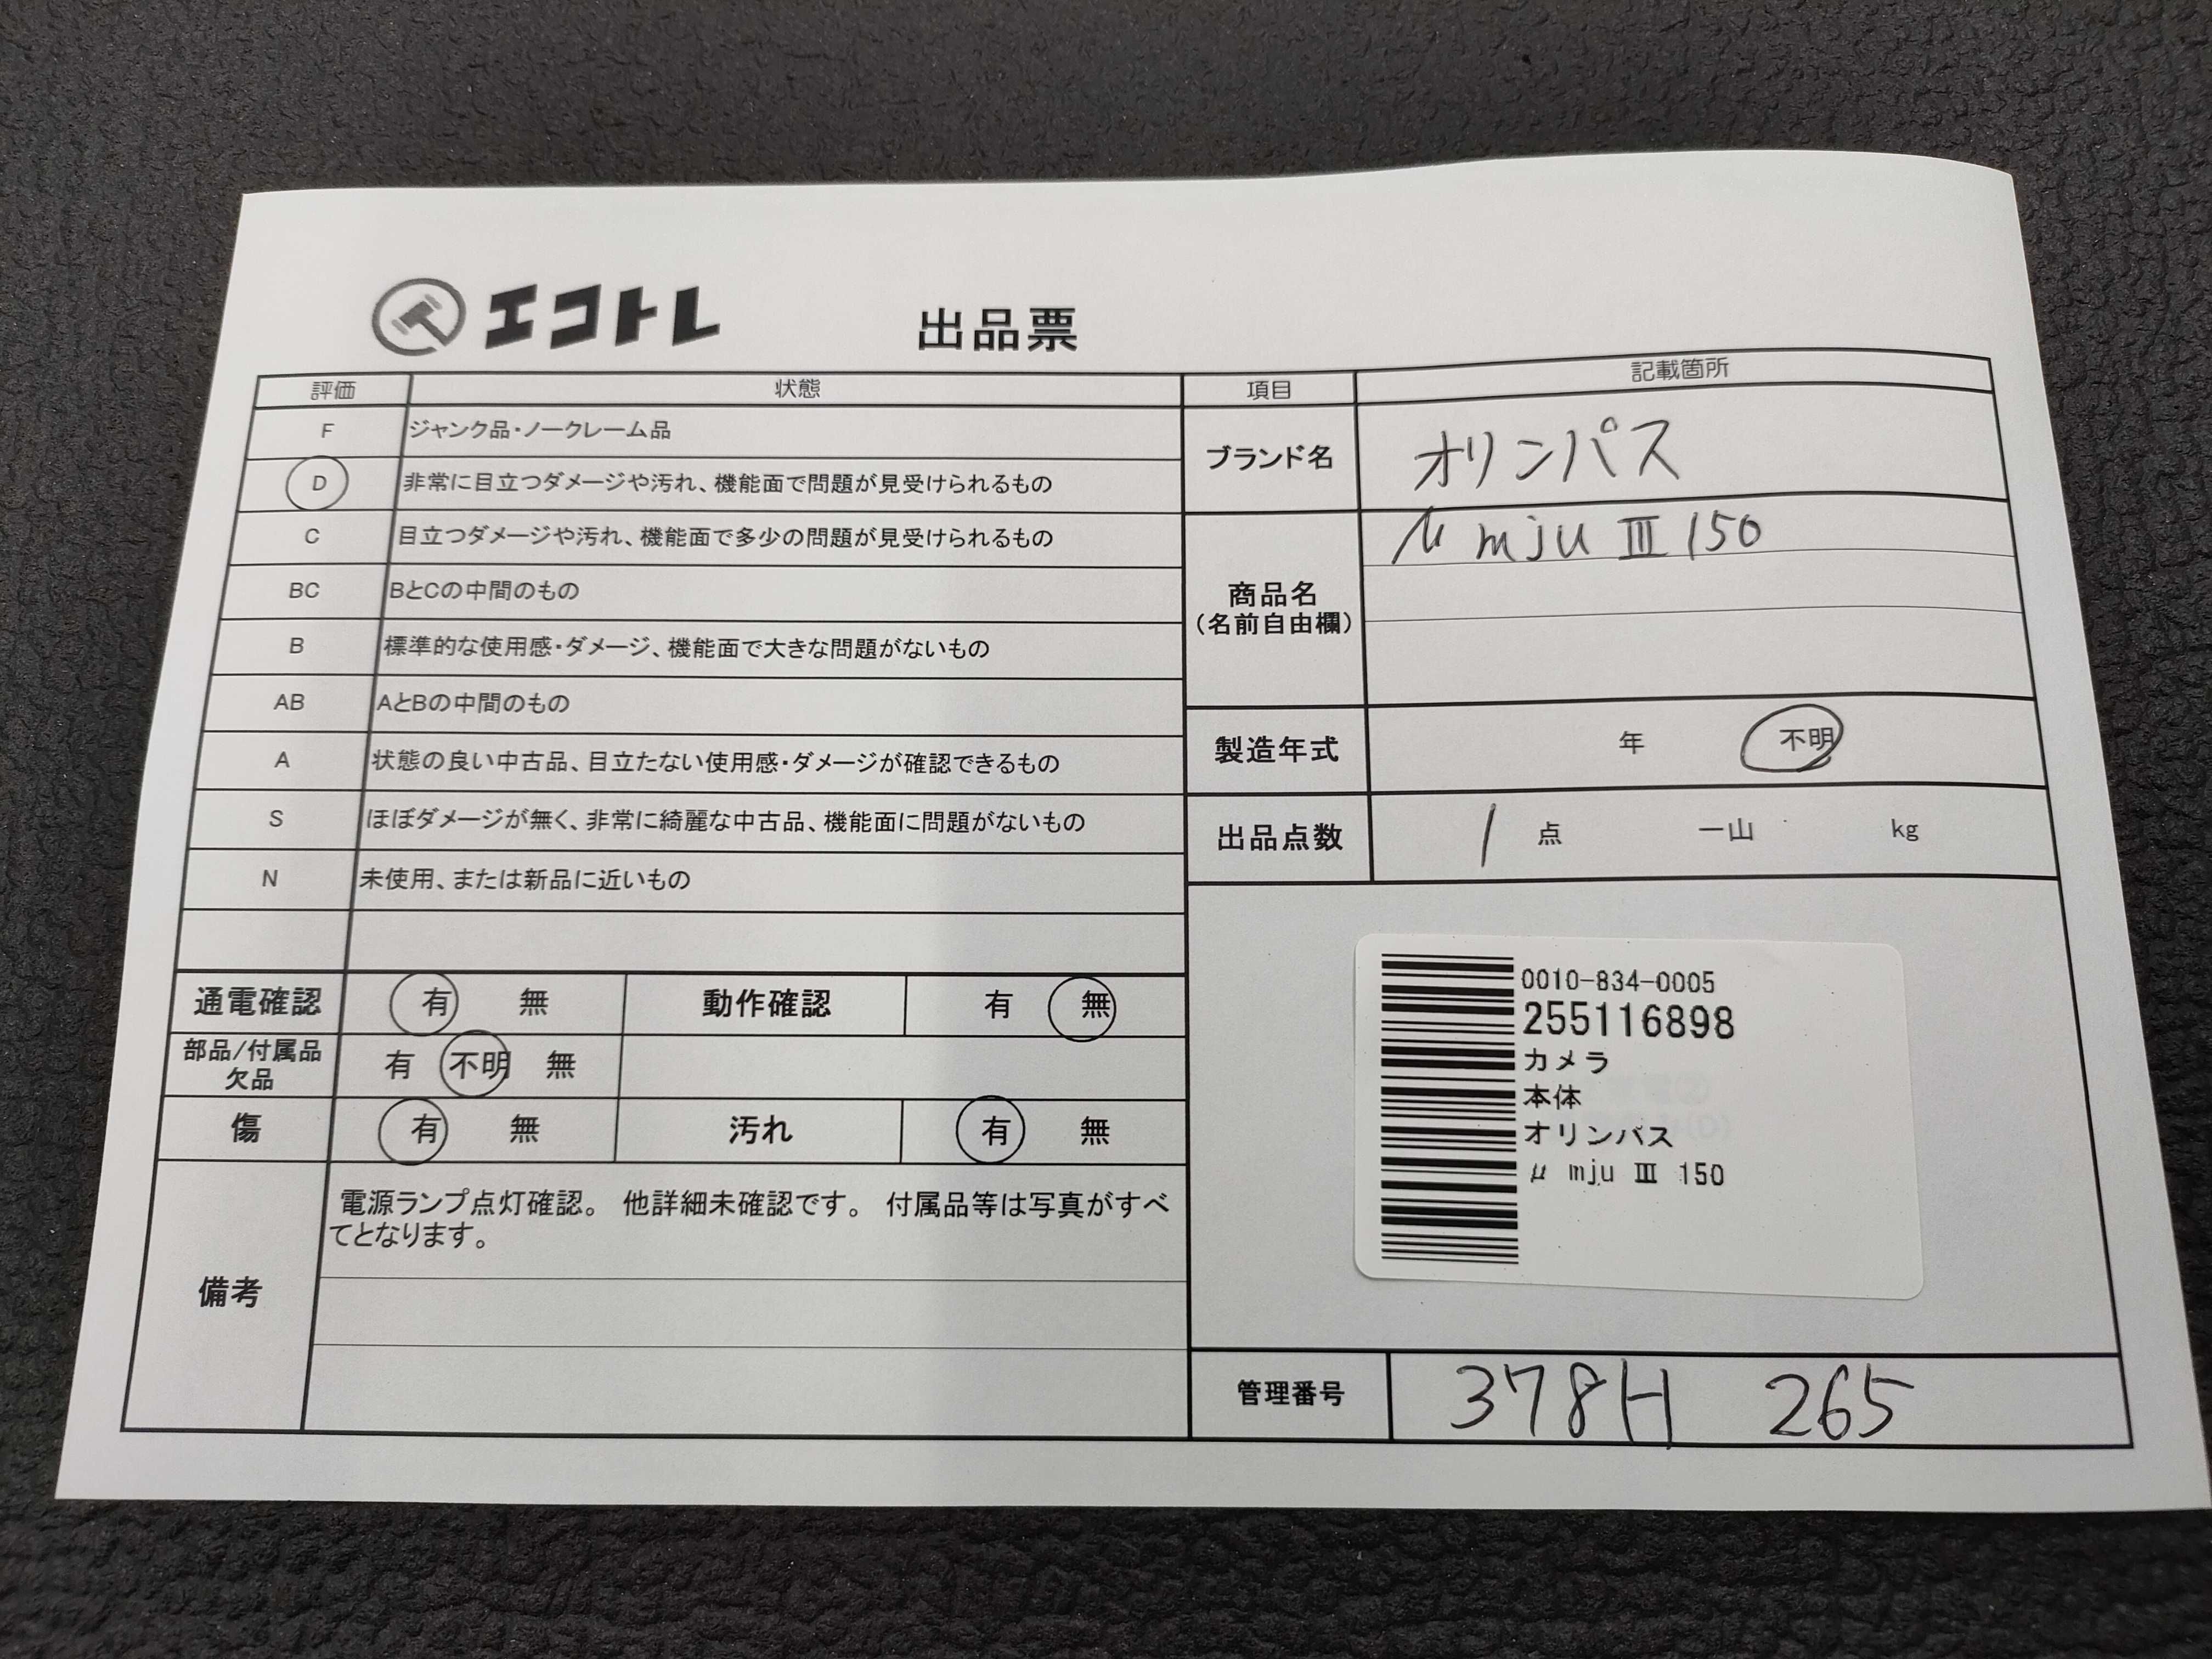 エコトレ
出品票
評価 状態
F ジャンク品・ノークレーム品
D 非常に目立つダメージや汚れ、機能面で問題が見受けられるもの
C 目立つダメージや汚れ、機能面で多少の問題が見受けられるもの
BC BとCの中間のもの
B 標準的な使用感・ダメージ、機能面で大きな問題がないもの
AB AとBの中間のもの
A 状態の良い中古品、目立たない使用感・ダメージが確認できるもの
S ほぼダメージが無く、非常に綺麗な中古品、機能面に問題がないもの
N 未使用、または新品に近いもの
通電確認 有 無 動作確認 有 無
部品/付属品
欠品
有 不明 無
傷 有 無 汚れ 有 無
備考
電源ランプ点灯確認。 他詳細未確認です。 付属品等は写真がすべ
てとなります。
項目 記載箇所
ブランド名 オリンパス
商品名
(名前自由欄)
μ mju Ⅲ 150
製造年式 年 不明
出品点数 1 点 一山 kg
0010-834-0005
255116898
カメラ
本体
オリンパス
μ mju Ⅲ 150
管理番号 378H 265